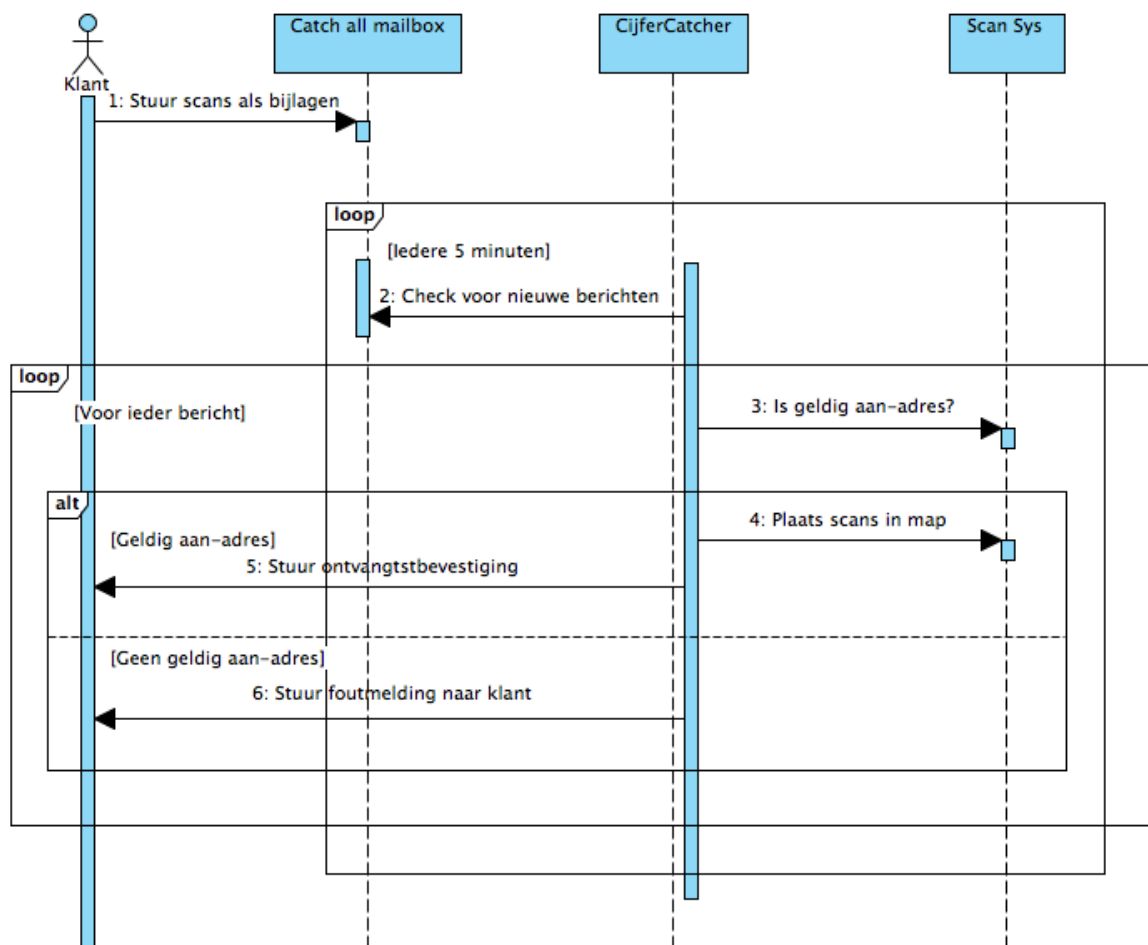 Catch all mailbox
CijferCatcher
Scan Sys
Klant
1: Stuur scans als bijlagen
loop
[Iedere 5 minuten]
2: Check voor nieuwe berichten
loop
[Voor ieder bericht]
3: Is geldig aan-adres?
alt
4: Plaats scans in map
[Geldig aan-adres]
5: Stuur ontvangtstbevestiging
[Geen geldig aan-adres]
6: Stuur foutmelding naar klant